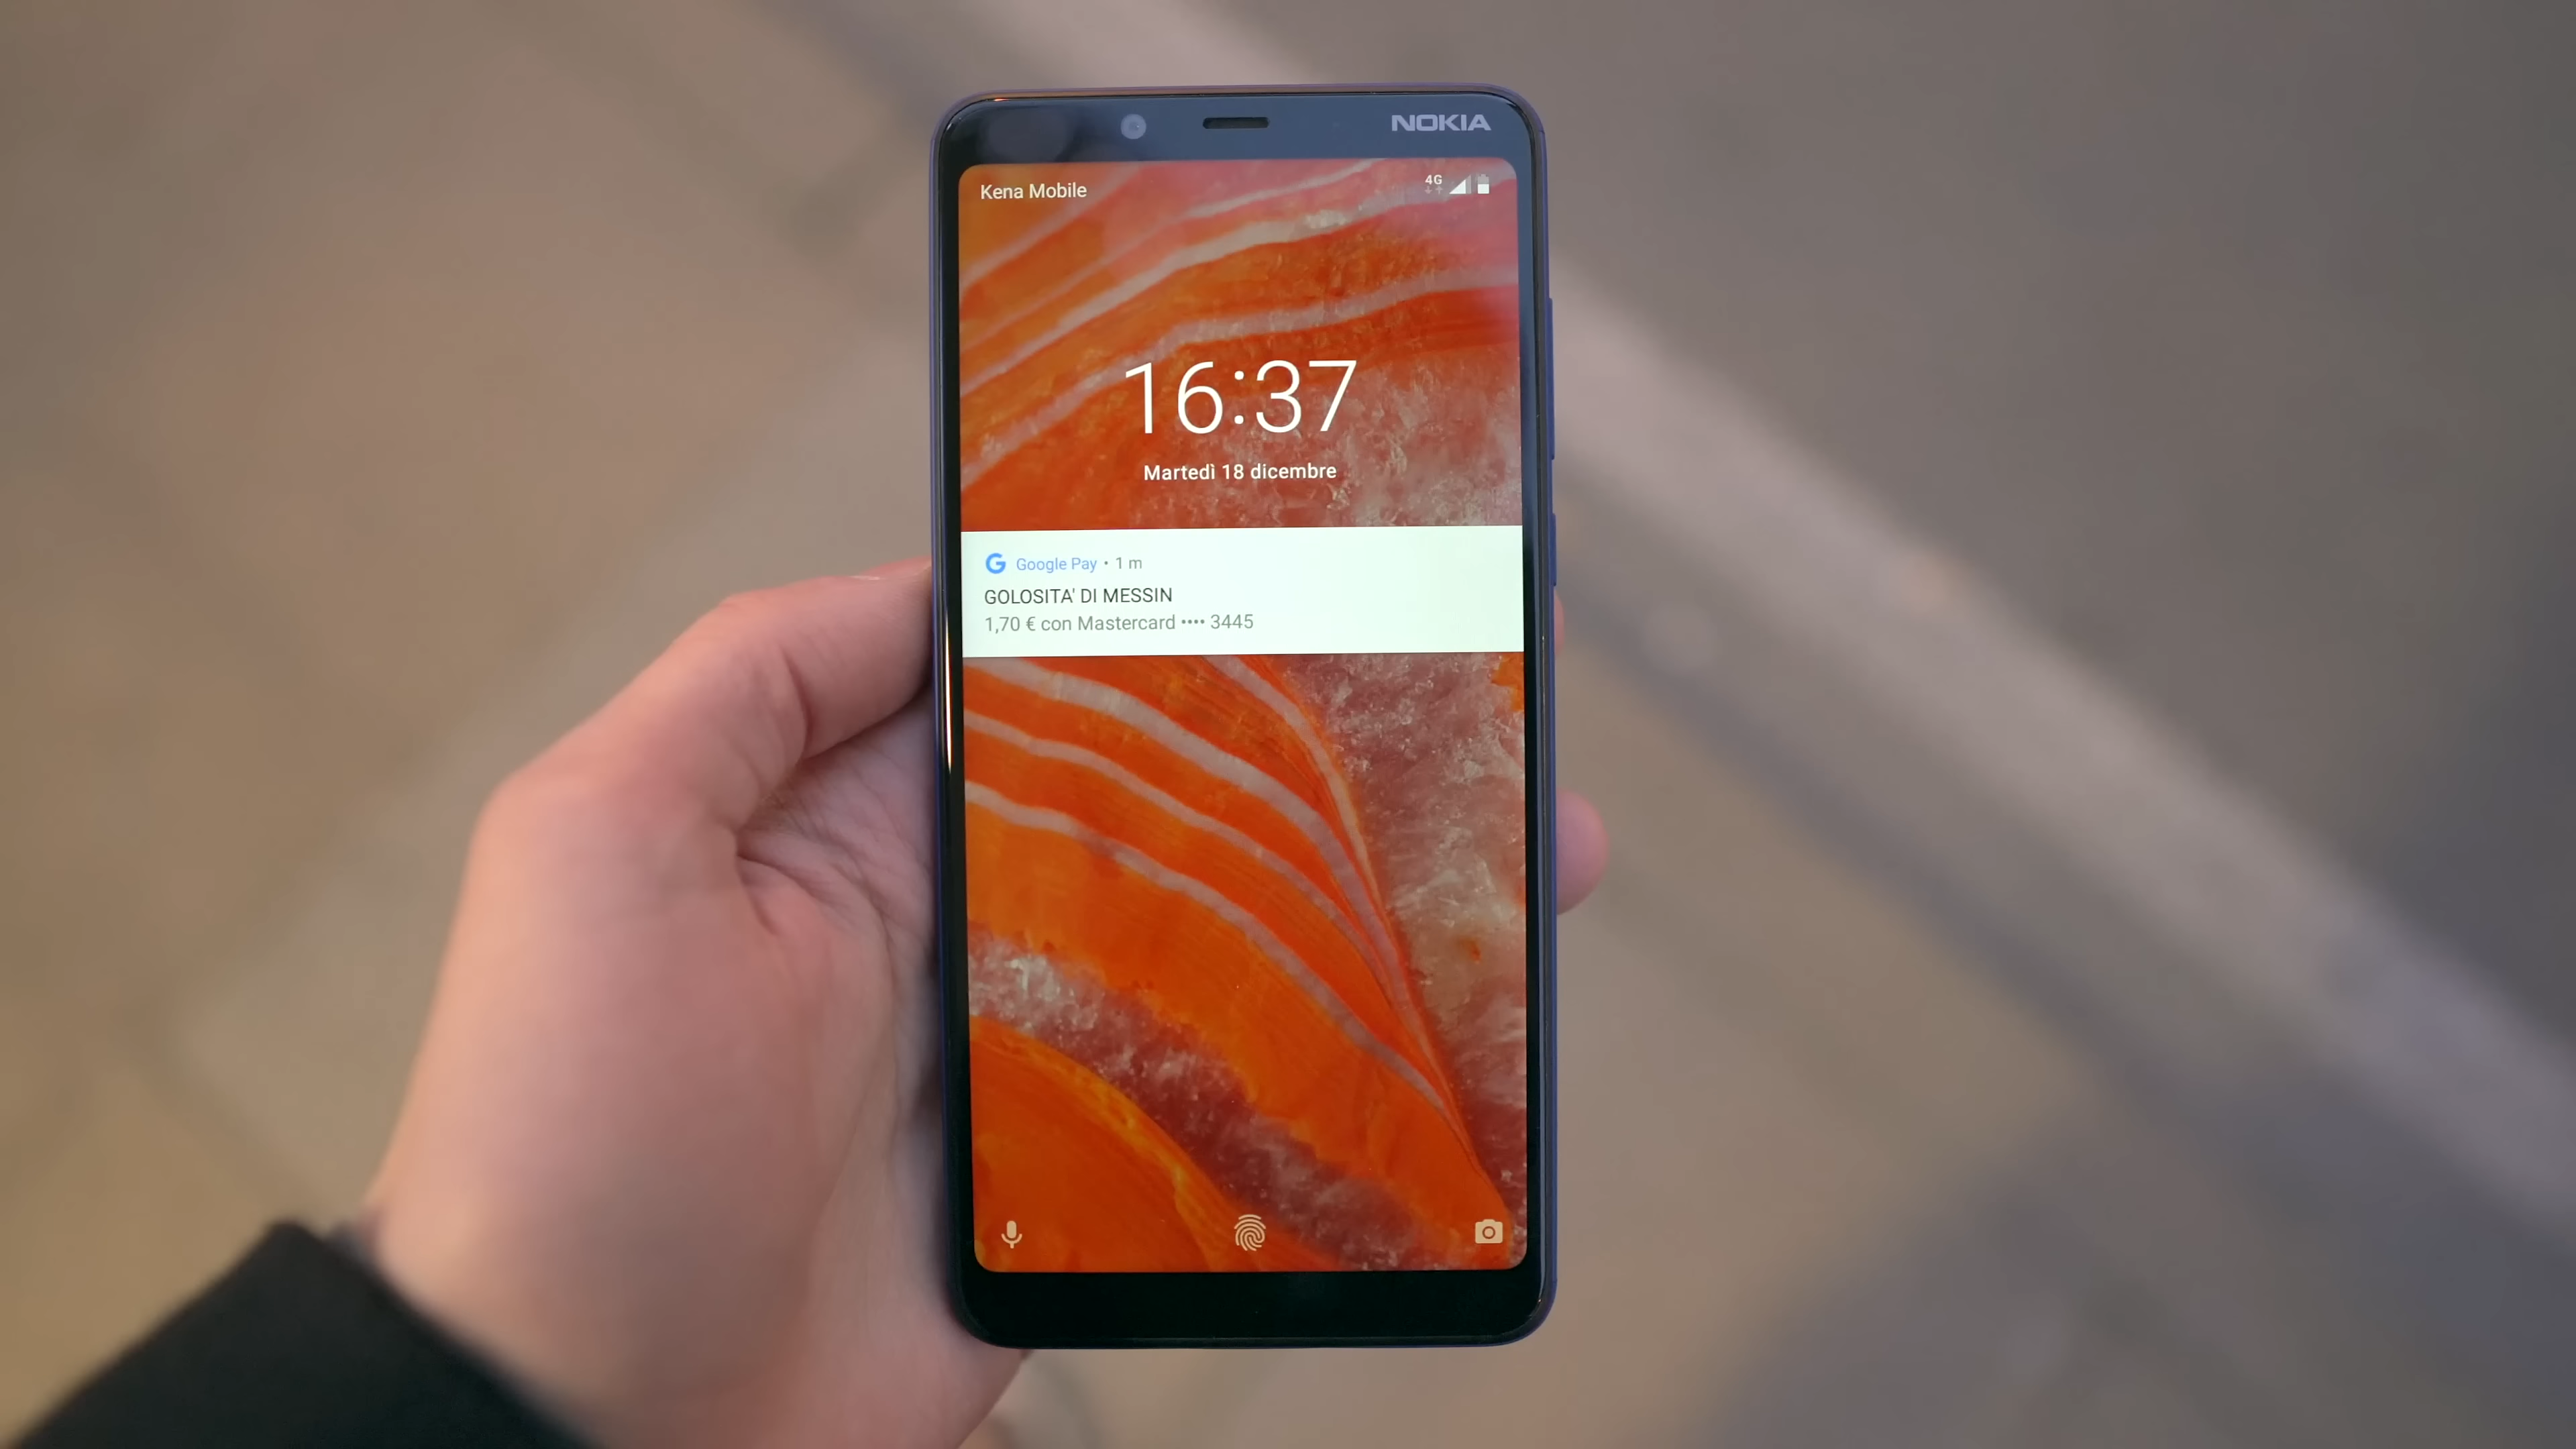 NOKIA
Kena Mobile
4G
16:37
Martedì 18 dicembre
G Google Pay • 1 m
GOLOSITA' DI MESSIN
1,70 € con Mastercard •••• 3445